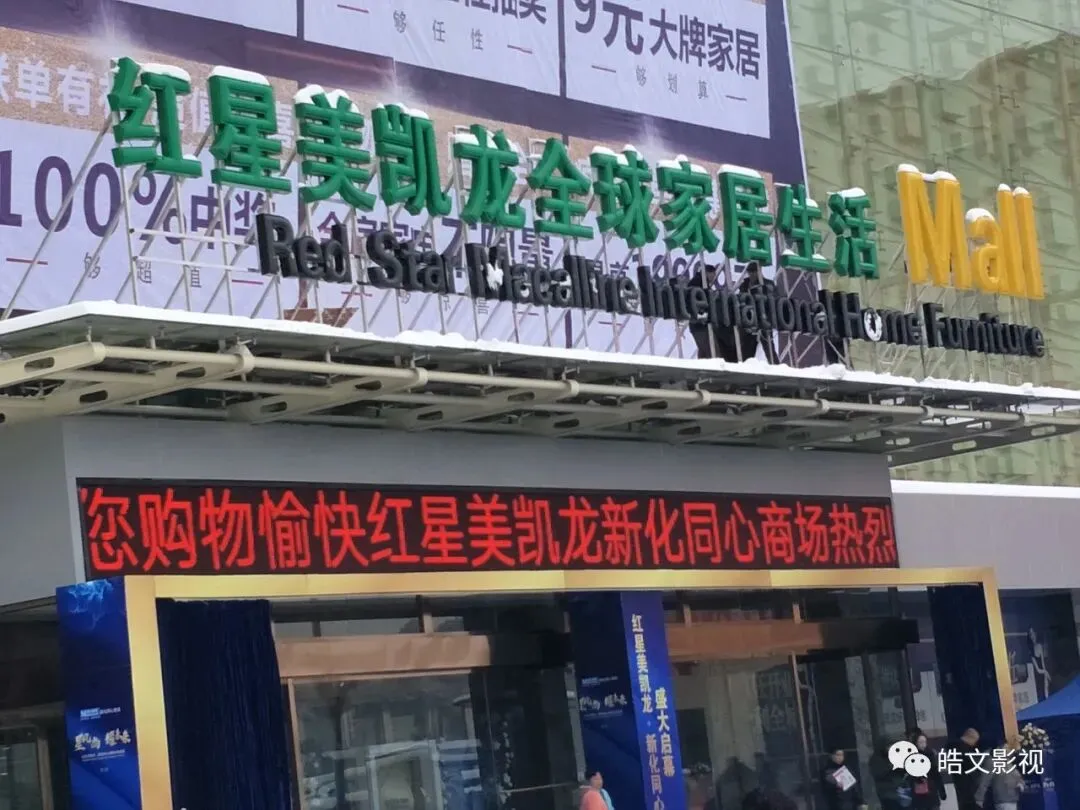 够任性
9元大牌家居
够划算
100%中奖
够超值
红星美凯龙全球家居生活Mall
Red Star Macalline International Home Furniture
您购物愉快红星美凯龙新化同心商场热烈
红星美凯龙·新化同心
盛大启幕
皓文影视